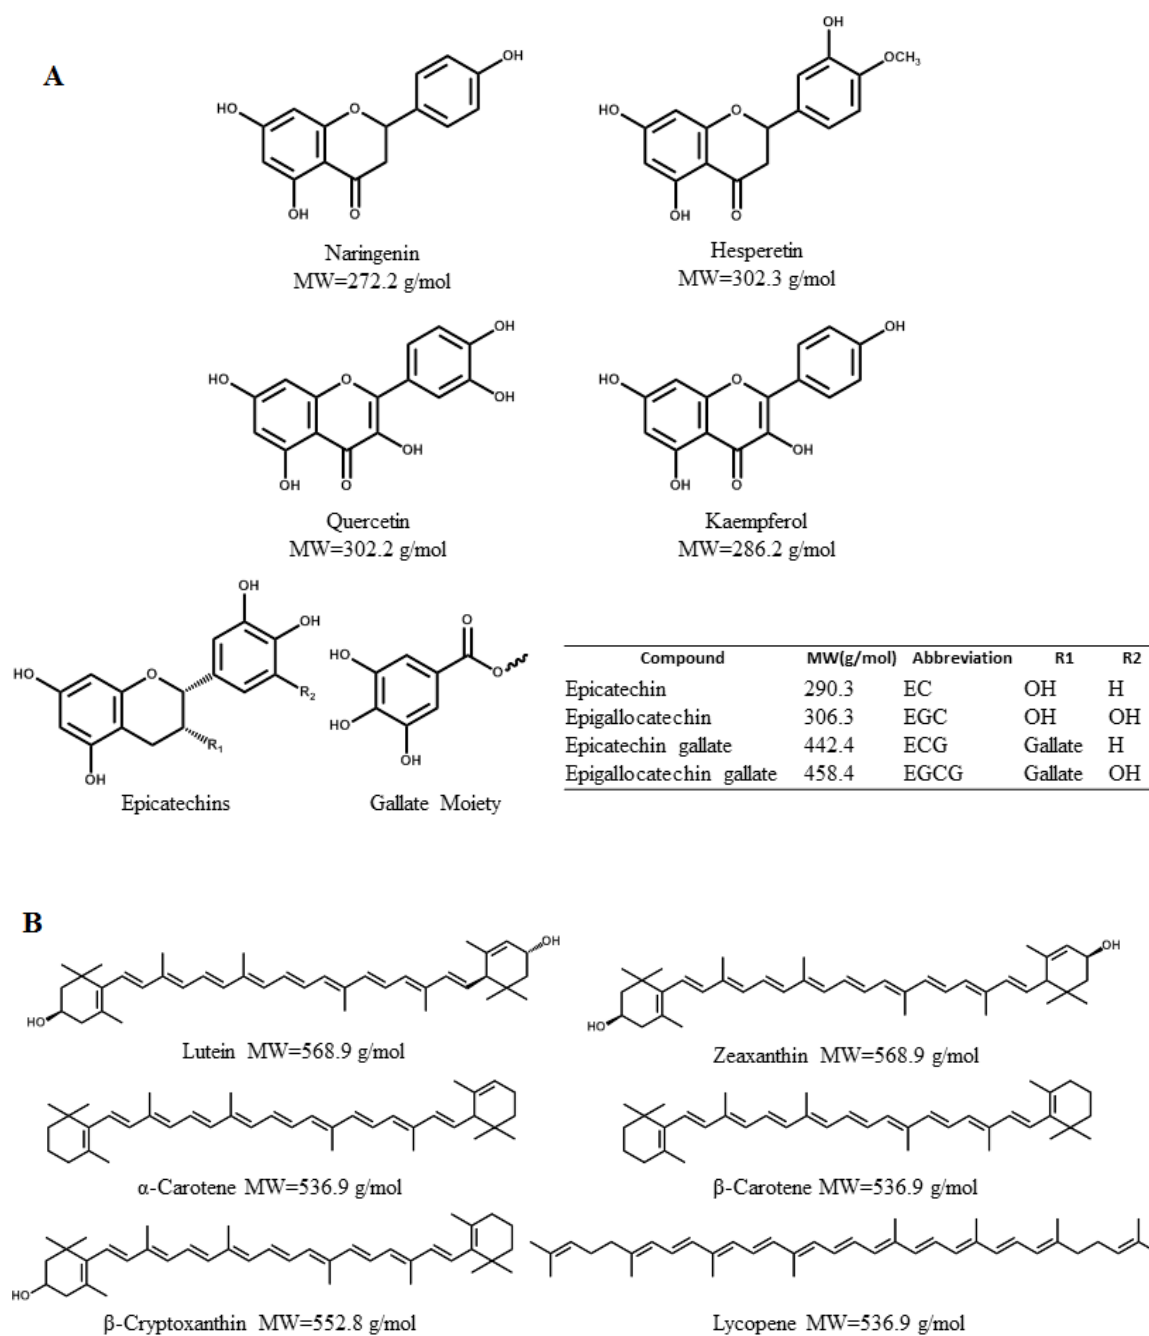 A
OH
HO
O
OH
O
Naringenin
MW=272.2 g/mol
OH
OCH3
HO
O
OH
O
Hesperetin
MW=302.3 g/mol
OH
HO
O
OH
OH
OH
O
Quercetin
MW=302.2 g/mol
OH
HO
O
OH
OH
O
Kaempferol
MW=286.2 g/mol
OH
OH
HO
O
R2
R1
OH
Epicatechins
O
HO
O
HO
OH
Gallate Moiety
Compound MW(g/mol) Abbreviation R1 R2
Epicatechin 290.3 EC OH H
Epigallocatechin 306.3 EGC OH OH
Epicatechin gallate 442.4 ECG Gallate H
Epigallocatechin gallate 458.4 EGCG Gallate OH
B
OH
HO
Lutein MW=568.9 g/mol
OH
HO
Zeaxanthin MW=568.9 g/mol
α-Carotene MW=536.9 g/mol
β-Carotene MW=536.9 g/mol
HO
β-Cryptoxanthin MW=552.8 g/mol
Lycopene MW=536.9 g/mol